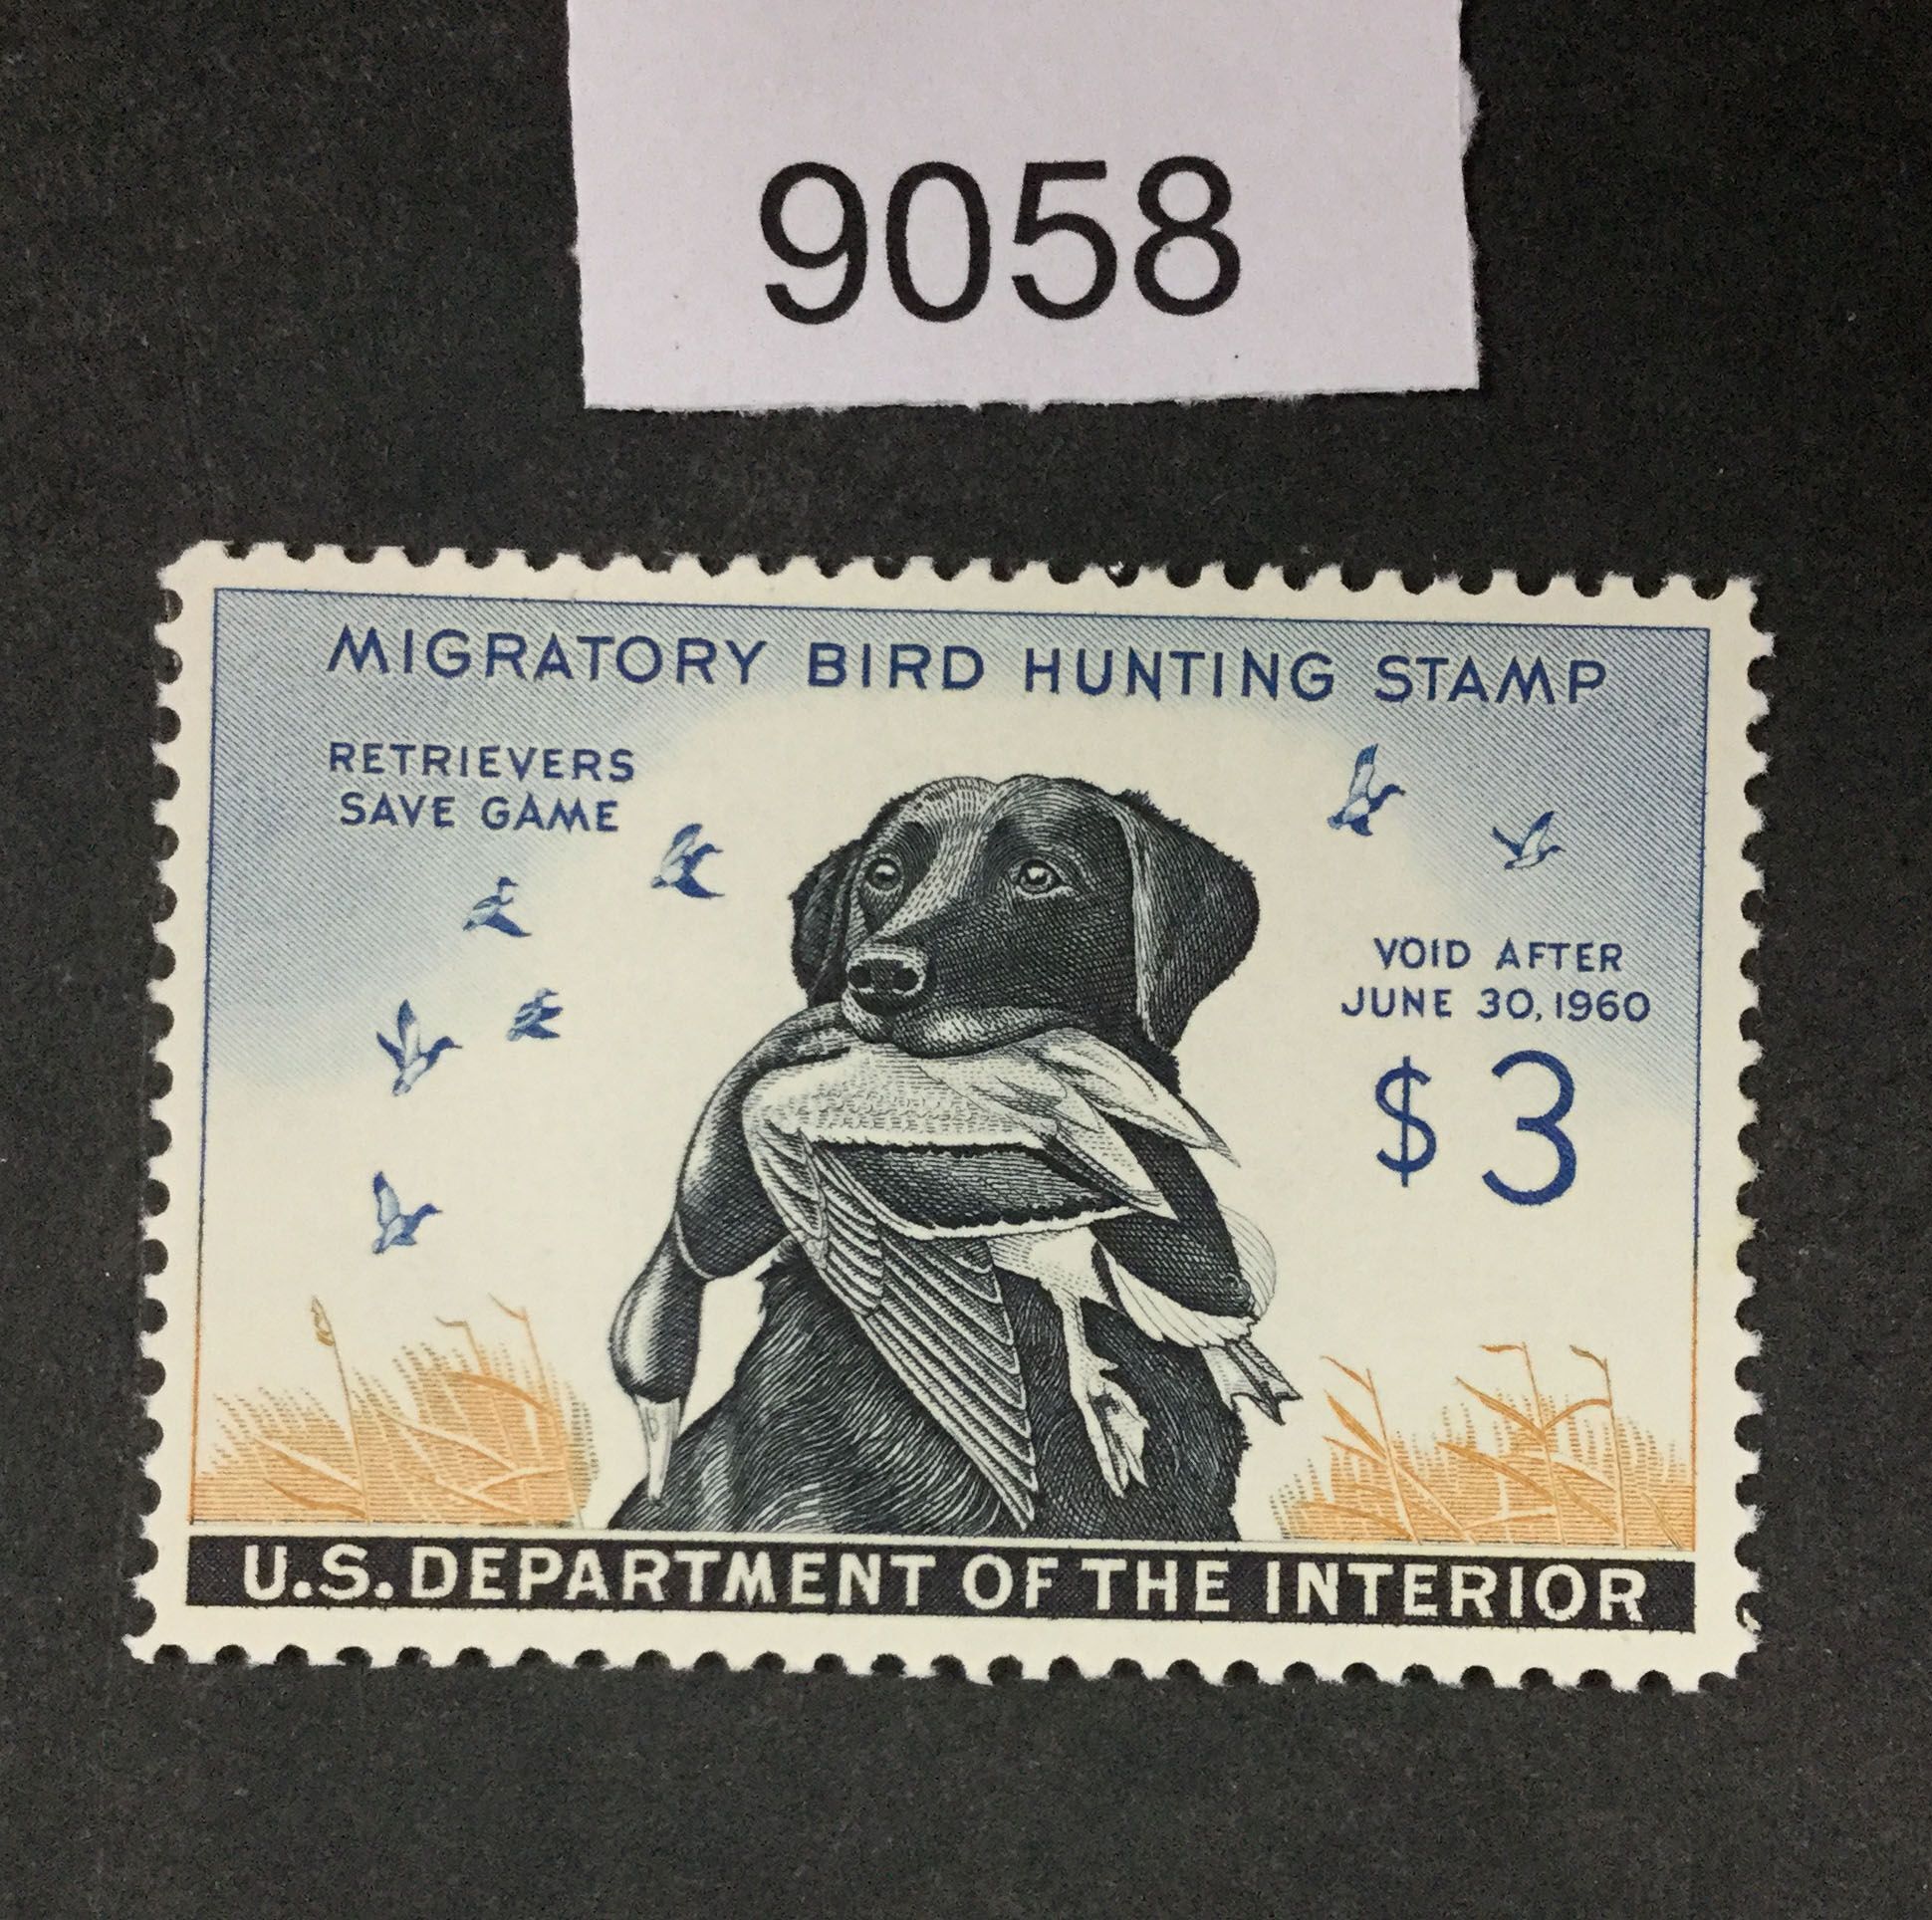 9058
MIGRATORY BIRD HUNTING STAMP
RETRIEVERS
SAVE GAME
VOID AFTER
JUNE 30, 1960
$3
U.S. DEPARTMENT OF THE INTERIOR